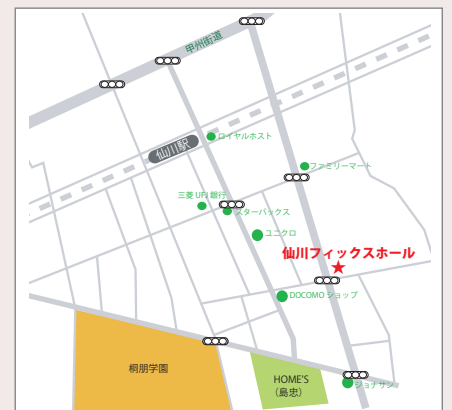 甲州街道
ロイヤルホスト
仙川駅
ファミリーマート
三菱 UFJ 銀行
スターバックス
ユニクロ
仙川フィックスホール
DOCOMO ショップ
桐朋学園
HOME'S
（島忠）
ジョナサン